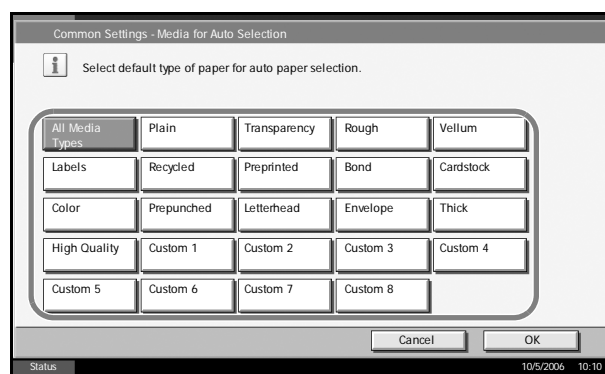 Common Settings - Media for Auto Selection
Select default type of paper for auto paper selection.
All Media Types
Plain
Transparency
Rough
Vellum
Labels
Recycled
Preprinted
Bond
Cardstock
Color
Prepunched
Letterhead
Envelope
Thick
High Quality
Custom 1
Custom 2
Custom 3
Custom 4
Custom 5
Custom 6
Custom 7
Custom 8
Cancel
OK
Status
10/5/2006 10:10